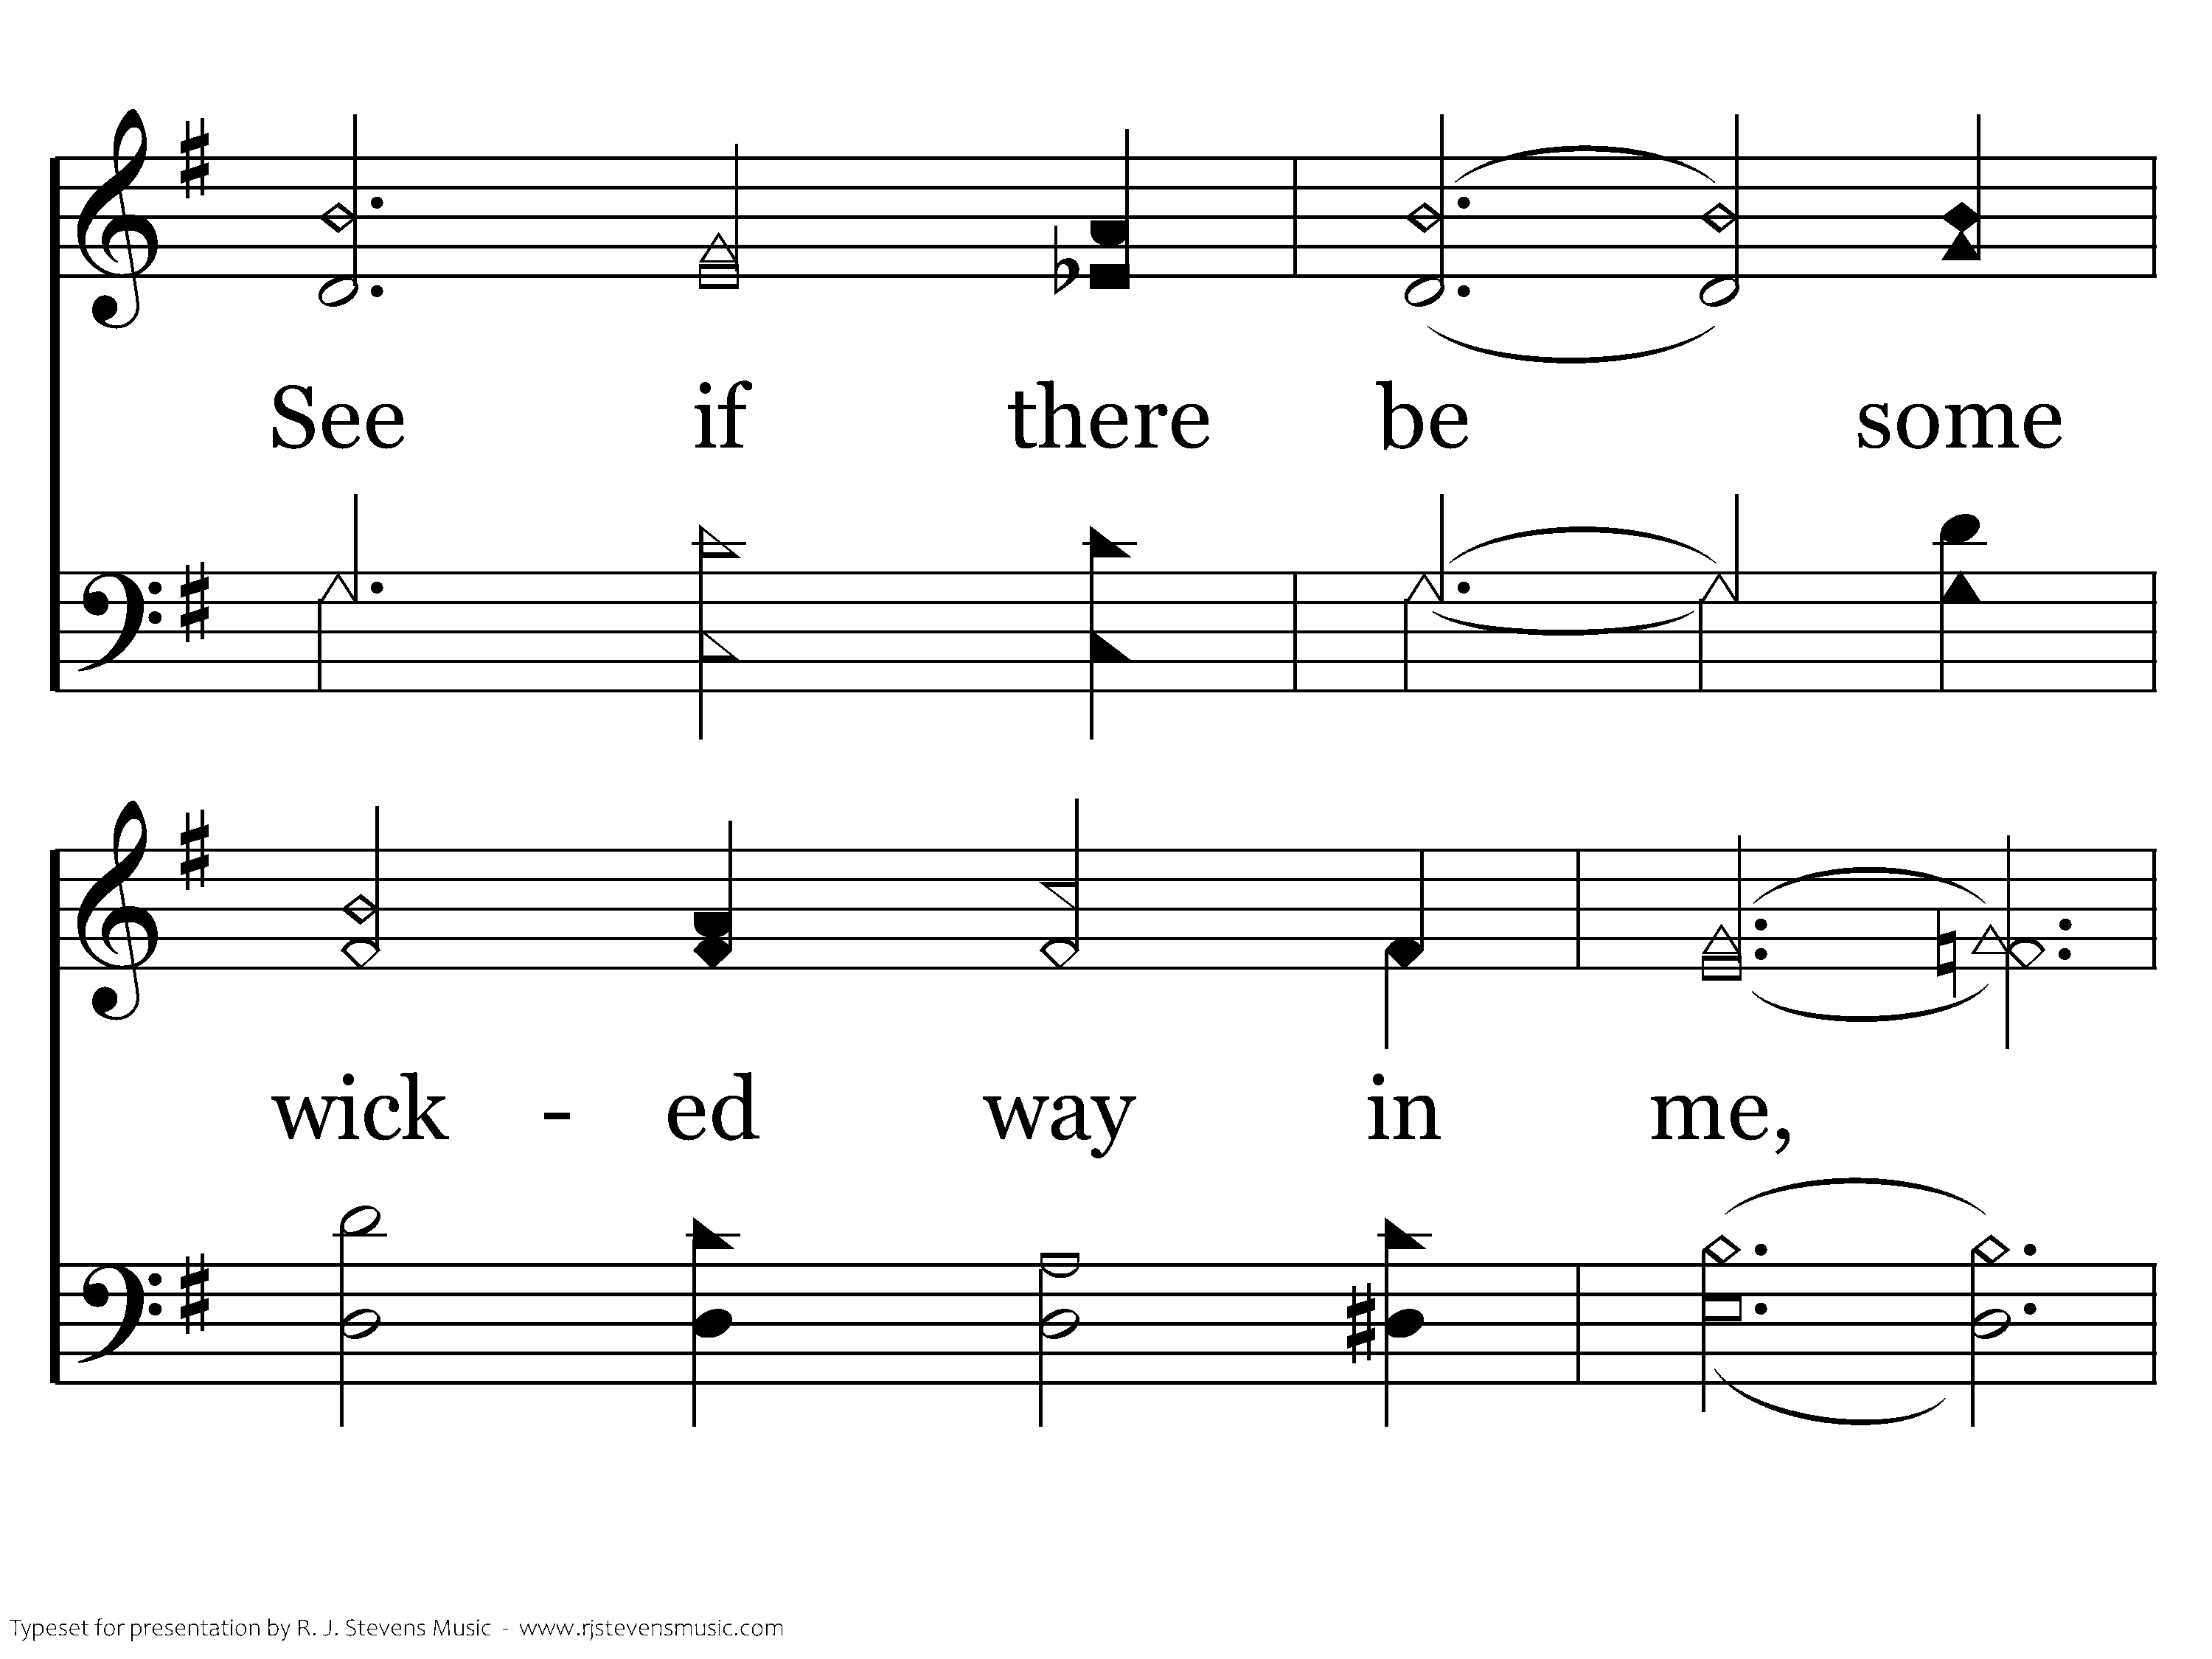 See if there be some
wick - ed way in me,
Typeset for presentation by R. J. Stevens Music - www.rjstevensmusic.com